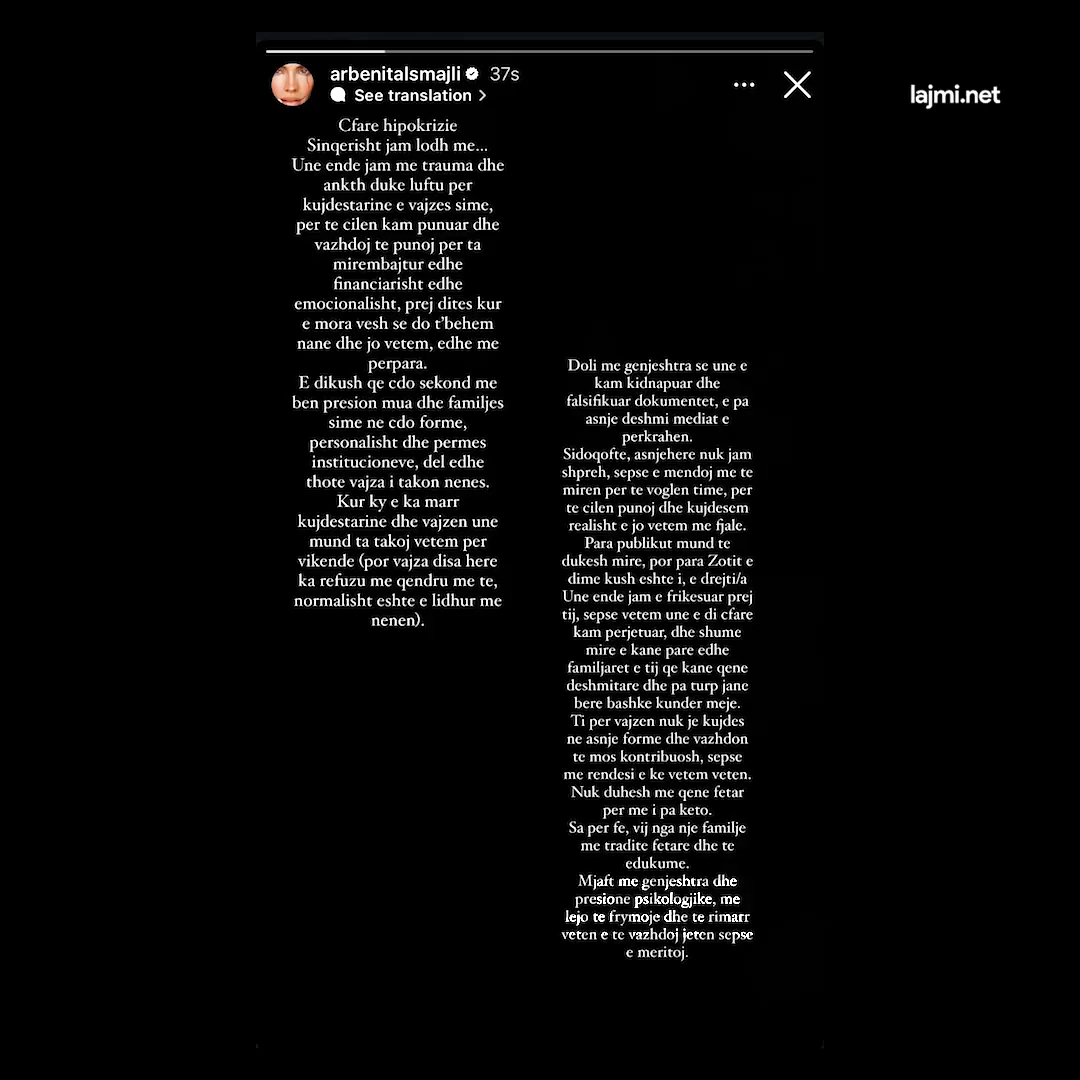 arbenitaIsmajli 37s
See translation >
lajmi.net
Cfare hipokrizie
Sinqerisht jam lodh me...
Une ende jam me trauma dhe
ankth duke luftu per
kujdestarine e vajzes sime,
per te cilen kam punuar dhe
vazhdoj te punoj per ta
mirembajtur edhe
financiarisht edhe
emocionalisht, prej dites kur
e mora vesh se do t'behem
nane dhe jo vetem, edhe me
perpara.
E dikush qe cdo sekond me
ben presion mua dhe familjes
sime ne cdo forme,
personalisht dhe permes
institucioneve, del edhe
thote vajza i takon nenes.
Kur ky e ka marr
kujdestarine dhe vajzen une
mund ta takoj vetem per
vikende (por vajza disa here
ka refuzu me qendru me te,
normalisht eshte e lidhur me
nenen).
Doli me genjeshtra se une e
kam kidnapuar dhe
falsifikuar dokumentet, e pa
asnje deshmi mediat e
perkrahen.
Sidoqofte, asnjehere nuk jam
shpreh, sepse e mendoj me te
miren per te voglen time, per
te cilen punoj dhe kujdesem
realisht e jo vetem me fjale.
Para publikut mund te
dukesh mire, por para Zotit e
dime kush eshte i, e drejti/a
Une ende jam e frikesuar prej
tij, sepse vetem une e di cfare
kam perjetuar, dhe shume
mire e kane pare edhe
familjaret e tij qe kane qene
deshmitare dhe pa turp jane
bere bashke kunder meje.
Ti per vajzen nuk je kujdes
ne asnje forme dhe vazhdon
te mos kontribuosh, sepse
me rendesi e ke vetem veten.
Nuk duhesh me qene fetar
per me i pa keto.
Sa per fe, vij nga nje familje
me tradite fetare dhe te
edukume.
Mjaft me genjeshtra dhe
presione psikologjike, me
lejo te frymoje dhe te rimarr
veten e te vazhdoj jeten sepse
e meritoj.